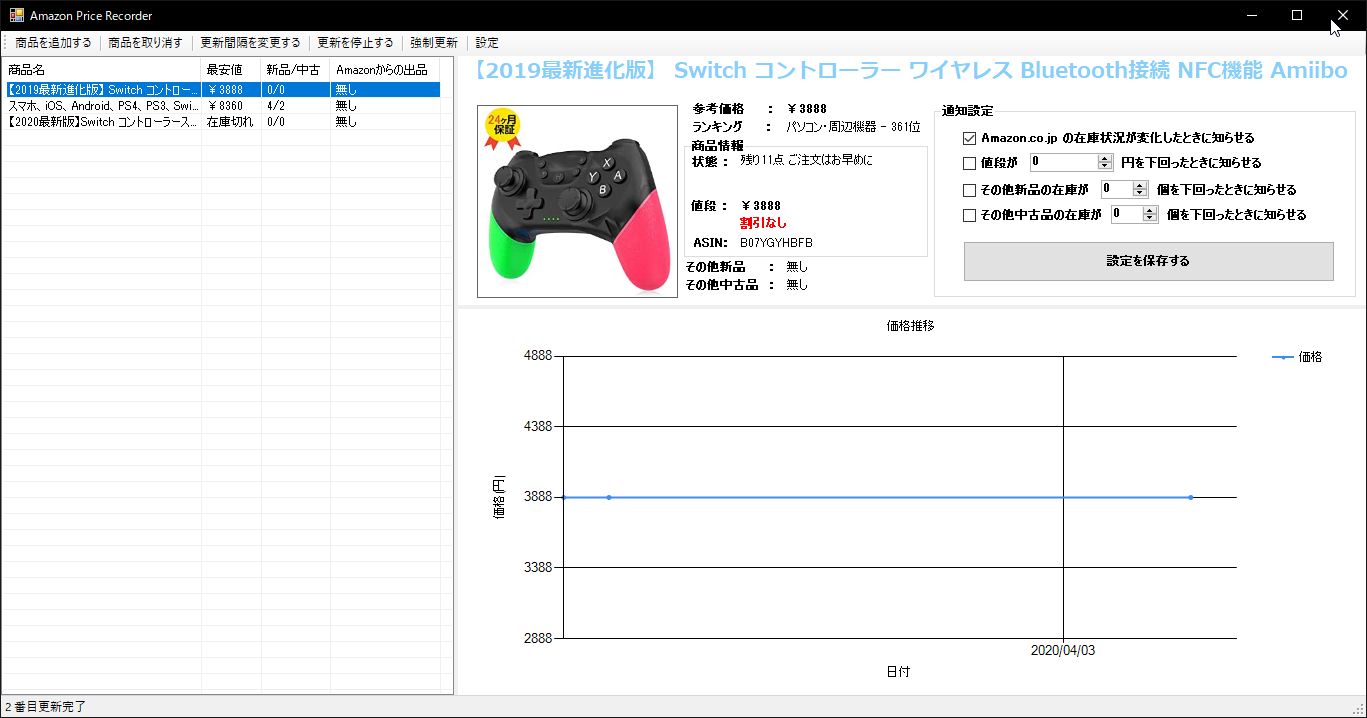 Amazon Price Recorder
商品を追加する 商品を取り消す 更新間隔を変更する 更新を停止する 強制更新 設定
商品名 最安値 新品/中古 Amazonからの出品
【2019最新進化版】 Switch コントロー... ¥3888 0/0 無し
スマホ、iOS、Android、PS4、PS3、Swi... ¥8360 4/2 無し
【2020最新版】Switch コントローラース... 在庫切れ 0/0 無し
【2019最新進化版】 Switch コントローラー ワイヤレス Bluetooth接続 NFC機能 Amiibo
24ヶ月
保証
X
Y A
B
参考価格 : ¥3888
ランキング : パソコン・周辺機器 - 361位
商品情報
状態: 残り11点 ご注文はお早めに
値段: ¥3888
割引なし
ASIN: B07YGYHBFB
その他新品 : 無し
その他中古品 : 無し
通知設定
Amazon.co.jp の在庫状況が変化したときに知らせる
値段が 0 円を下回ったときに知らせる
その他新品の在庫が 0 個を下回ったときに知らせる
その他中古品の在庫が 0 個を下回ったときに知らせる
設定を保存する
価格推移
価格
4888
4388
3888
3388
2888
価格(円)
2020/04/03
日付
2番目更新完了